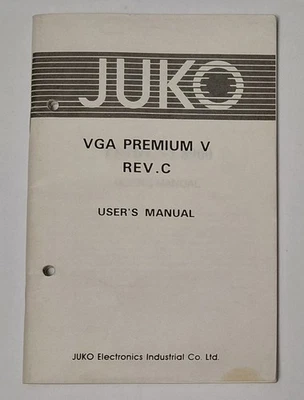 JUKO
VGA PREMIUM V
REV.C
USER'S MANUAL
JUKO Electronics Industrial Co. Ltd.